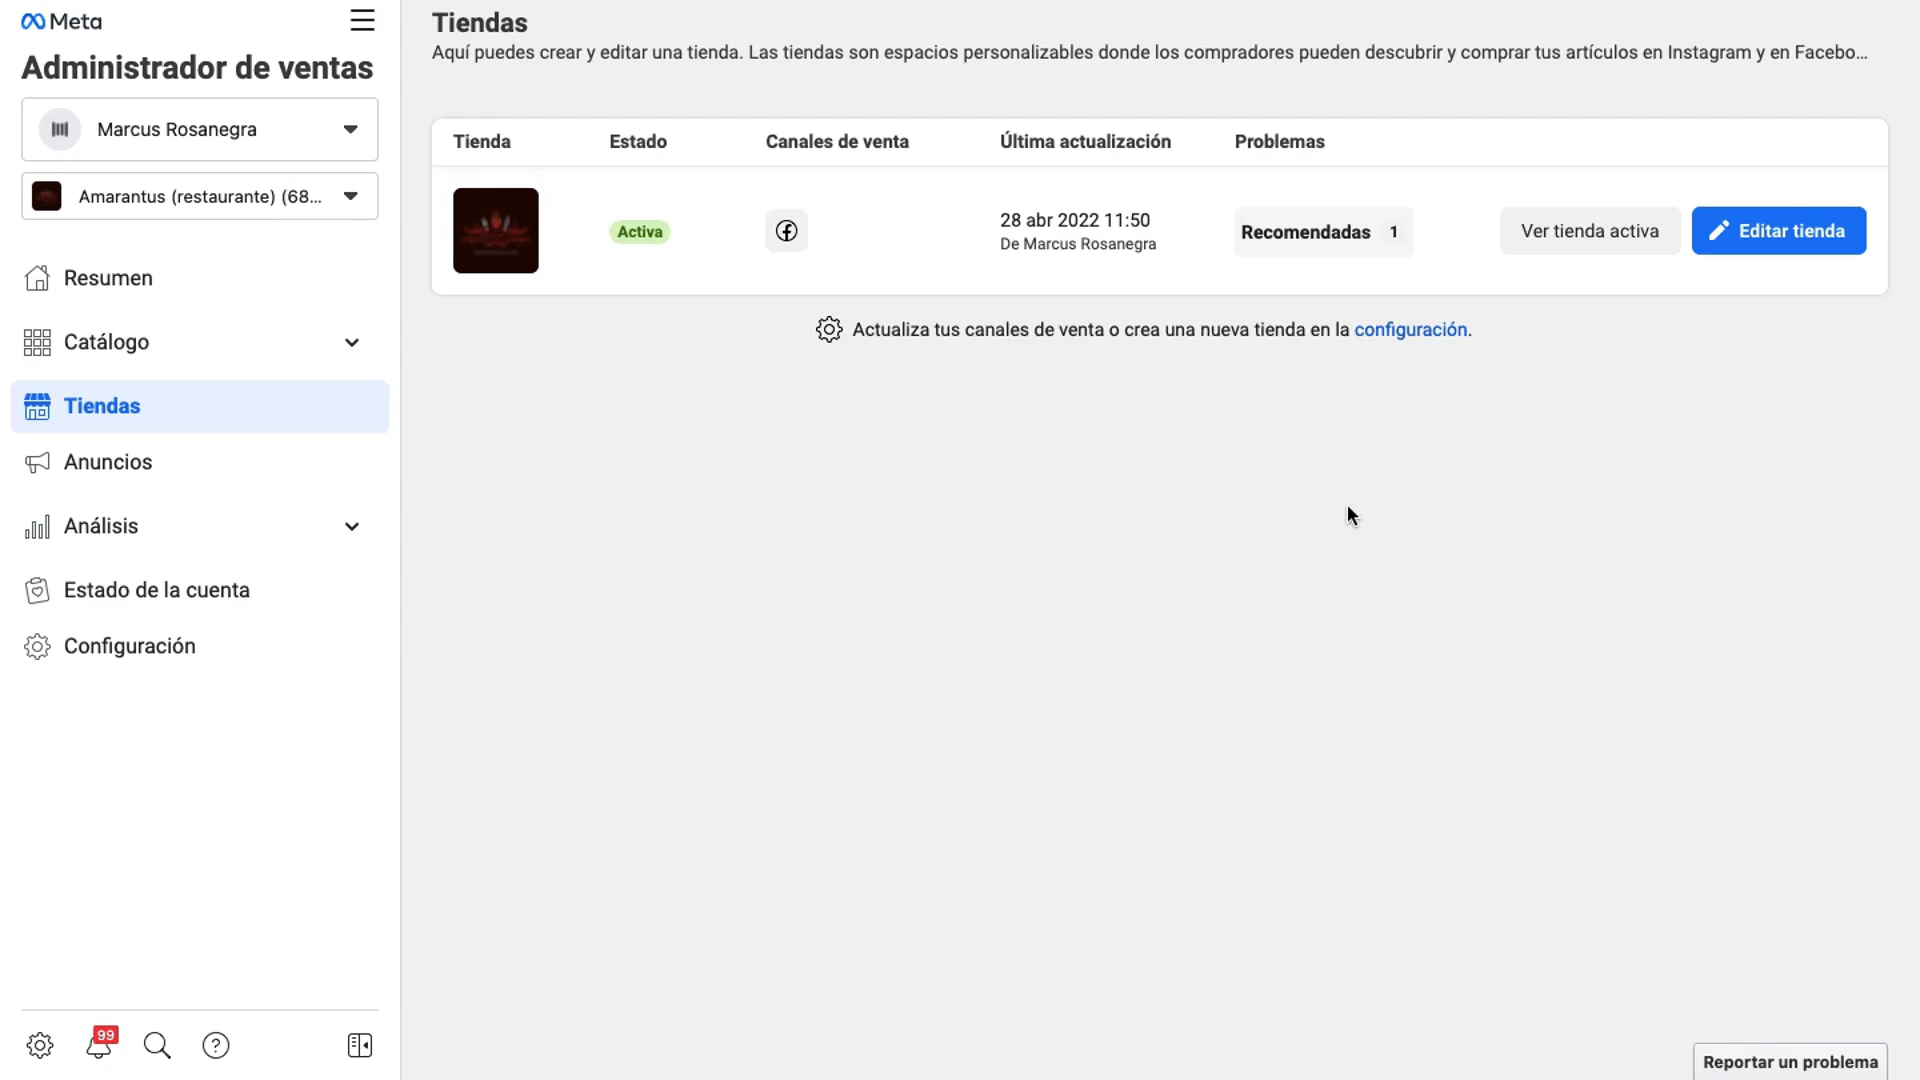 Meta
Administrador de ventas
Marcus Rosanegra
Amarantus (restaurante) (68...
Resumen
Catálogo
Tiendas
Anuncios
Análisis
Estado de la cuenta
Configuración
99
Tiendas
Aquí puedes crear y editar una tienda. Las tiendas son espacios personalizables donde los compradores pueden descubrir y comprar tus artículos en Instagram y en Facebo...
Tienda Estado Canales de venta Última actualización Problemas
Activa
28 abr 2022 11:50
De Marcus Rosanegra
Recomendadas 1
Ver tienda activa
Editar tienda
Actualiza tus canales de venta o crea una nueva tienda en la configuración.
Reportar un problema